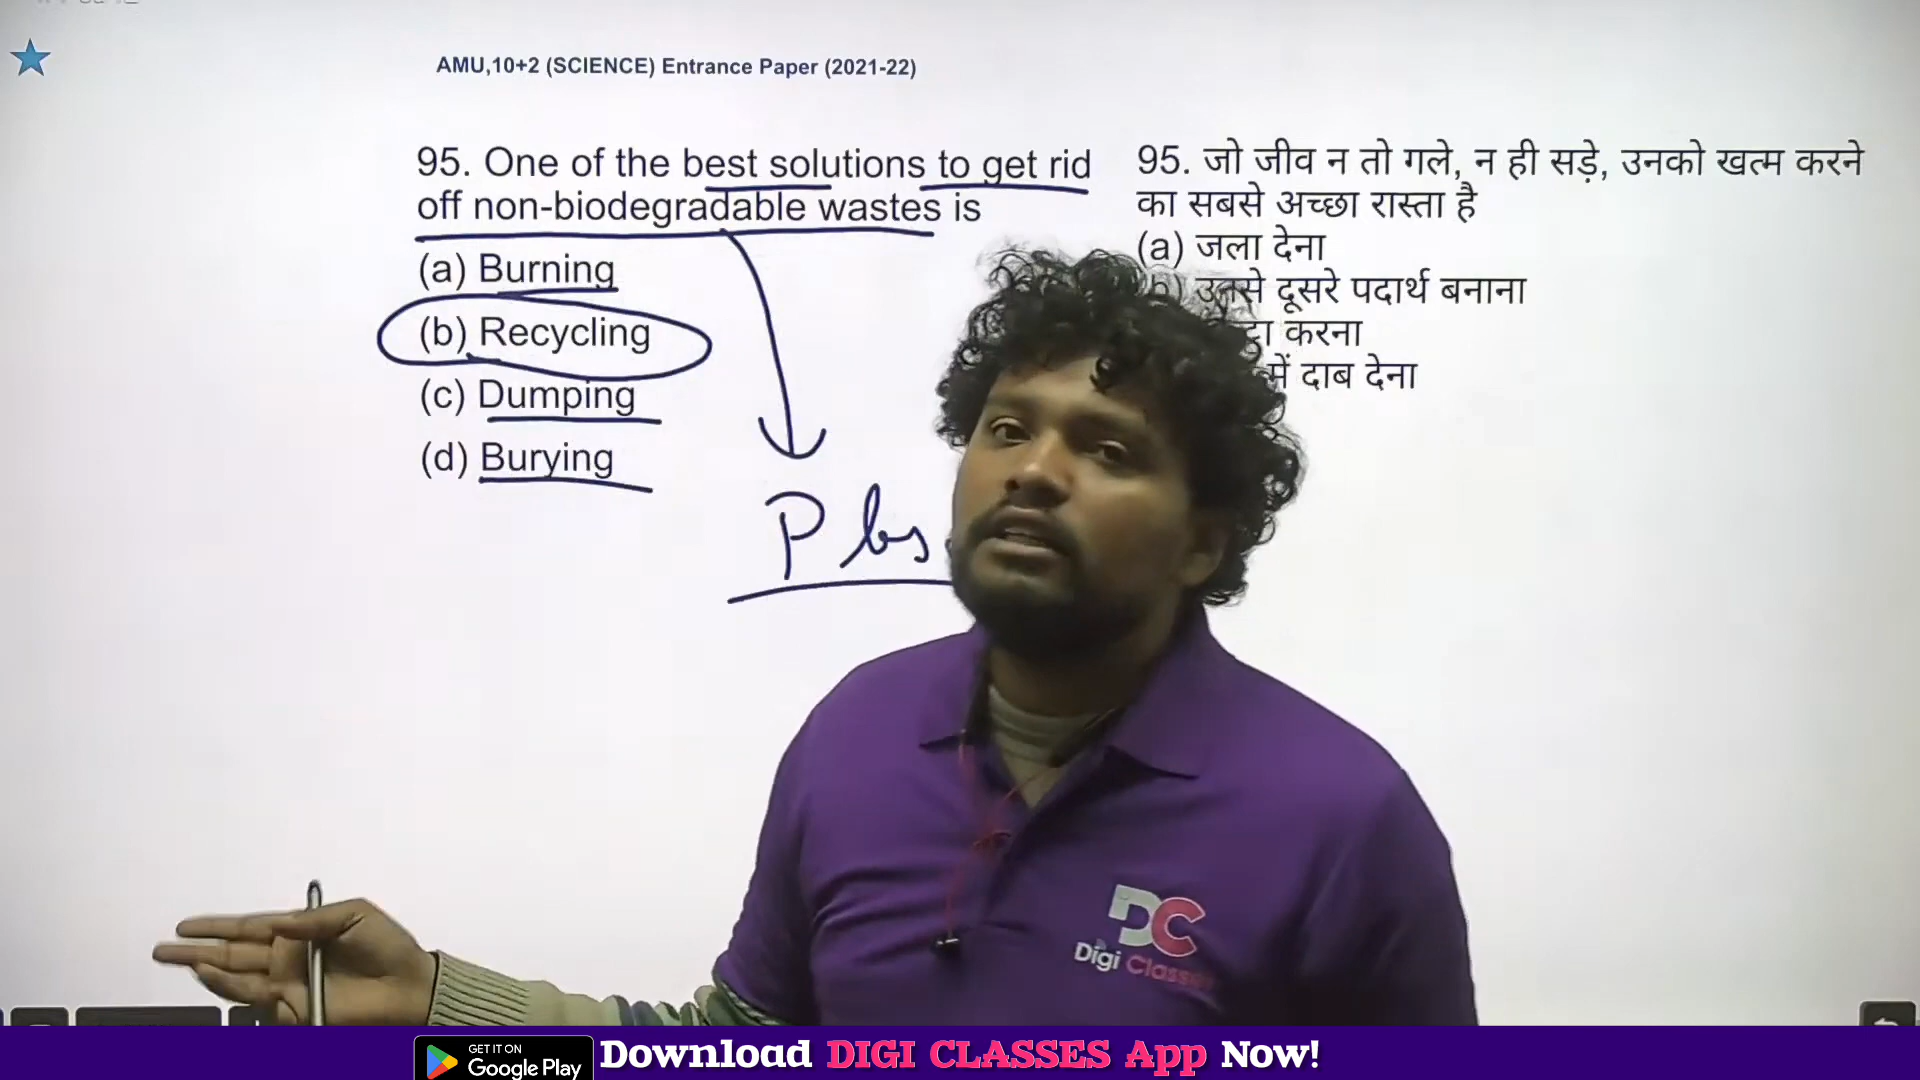 AMU,10+2 (SCIENCE) Entrance Paper (2021-22)
95. One of the best solutions to get rid
off non-biodegradable wastes is
(a) Burning
(b) Recycling
(c) Dumping
(d) Burying
95. जो जीव न तो गले, न ही सड़े, उनको खत्म करने
का सबसे अच्छा रास्ता है
(a) जला देना
(b) उनसे दूसरे पदार्थ बनाना
करना
में दाब देना
P
DC
Digi Classes
GET IT ON
Google Play
Download DIGI CLASSES App Now!